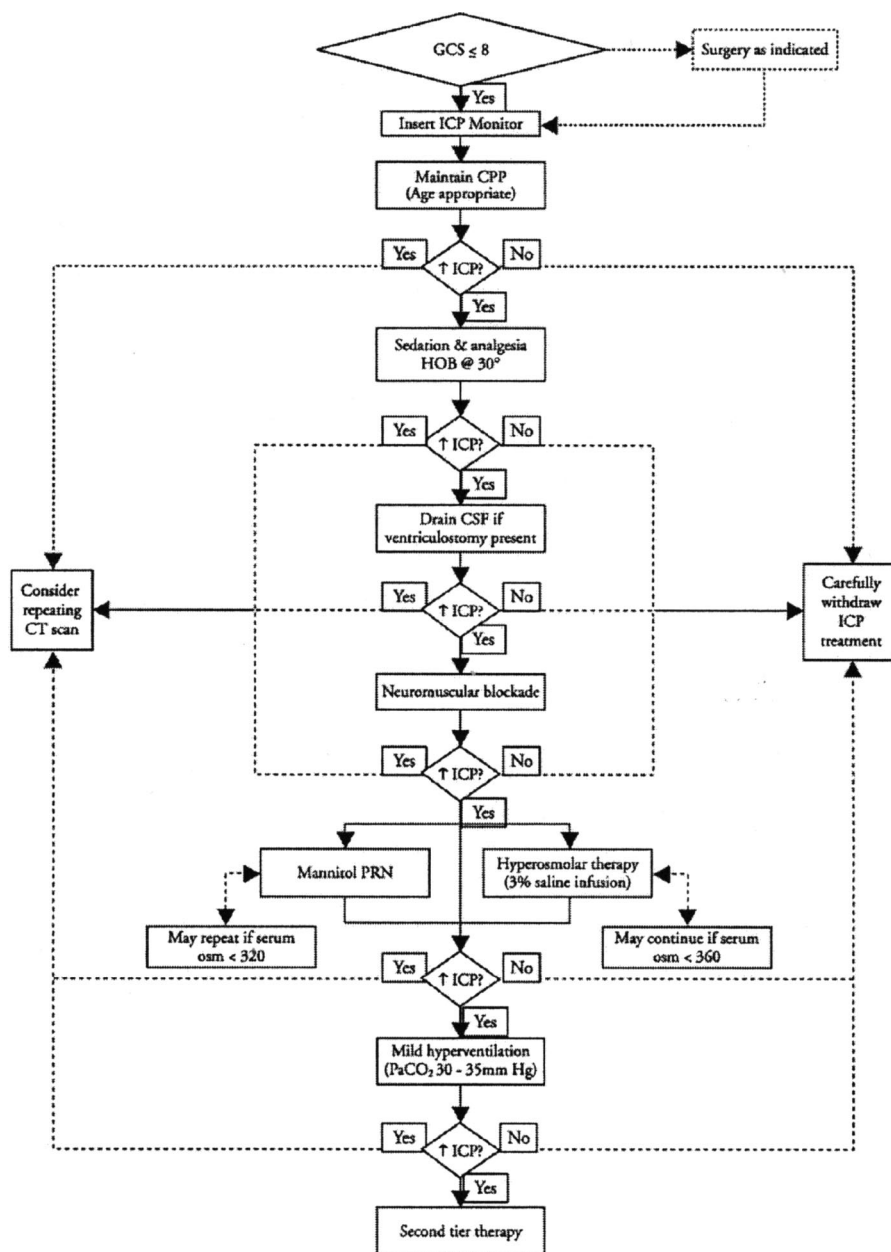 GCS ≤ 8
Surgery as indicated
Yes
Insert ICP Monitor
Maintain CPP
(Age appropriate)
Yes
↑ ICP?
No
Yes
Sedation & analgesia
HOB @ 30°
Yes
↑ ICP?
No
Yes
Drain CSF if
ventriculostomy present
Consider
repeating
CT scan
Yes
↑ ICP?
No
Carefully
withdraw
ICP
treatment
Yes
Neuromuscular blockade
Yes
↑ ICP?
No
Yes
Mannitol PRN
Hyperosmolar therapy
(3% saline infusion)
May repeat if serum
osm < 320
May continue if serum
osm < 360
Yes
↑ ICP?
No
Yes
Mild hyperventilation
(PaCO₂ 30 - 35mm Hg)
Yes
↑ ICP?
No
Yes
Second tier therapy